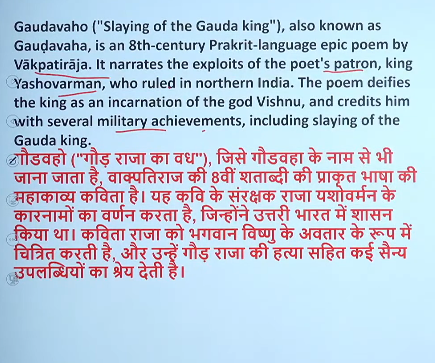 Gaudavaho ("Slaying of the Gauda king"), also known as
Gauḍavaha, is an 8th-century Prakrit-language epic poem by
Vākpatirāja. It narrates the exploits of the poet's patron, king
Yashovarman, who ruled in northern India. The poem deifies
the king as an incarnation of the god Vishnu, and credits him
with several military achievements, including slaying of the
Gauda king.
गौडवहो ("गौड़ राजा का वध"), जिसे गौडवहा के नाम से भी
जाना जाता है, वाक्पतिराज की 8वीं शताब्दी की प्राकृत भाषा की
महाकाव्य कविता है। यह कवि के संरक्षक राजा यशोवर्मन के
कारनामों का वर्णन करता है, जिन्होंने उत्तरी भारत में शासन
किया था। कविता राजा को भगवान विष्णु के अवतार के रूप में
चित्रित करती है, और उन्हें गौड़ राजा की हत्या सहित कई सैन्य
उपलब्धियों का श्रेय देती है।